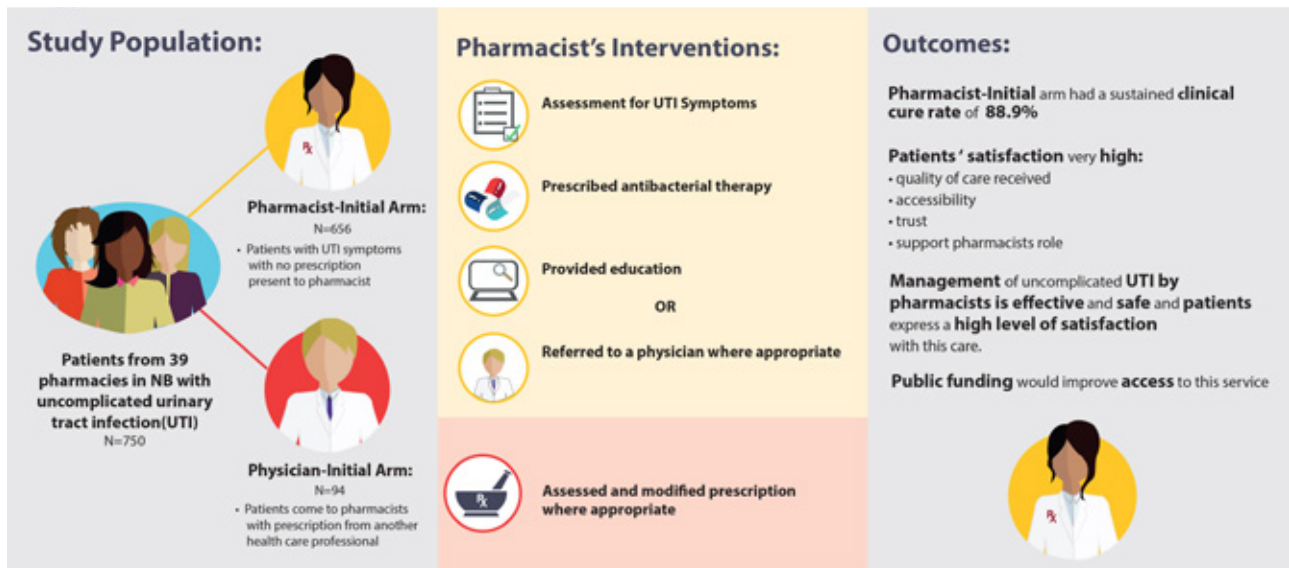 Study Population:
Pharmacist-Initial Arm:
N=656
• Patients with UTI symptoms
with no prescription
present to pharmacist
Patients from 39
pharmacies in NB with
uncomplicated urinary
tract infection(UTI)
N=750
Physician-Initial Arm:
N=94
• Patients come to pharmacists
with prescription from another
health care professional
Pharmacist's Interventions:
Assessment for UTI Symptoms
Prescribed antibacterial therapy
Provided education
OR
Referred to a physician where appropriate
Assessed and modified prescription
where appropriate
Outcomes:
Pharmacist-Initial arm had a sustained clinical
cure rate of 88.9%
Patients ‘ satisfaction very high:
• quality of care received
• accessibility
• trust
• support pharmacists role
Management of uncomplicated UTI by
pharmacists is effective and safe and patients
express a high level of satisfaction
with this care.
Public funding would improve access to this service